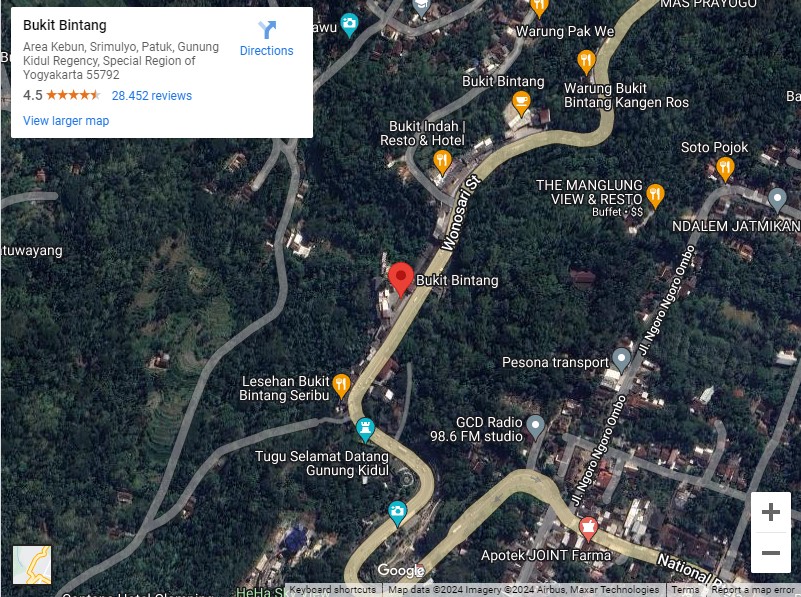 Bukit Bintang
Area Kebun, Srimulyo, Patuk, Gunung
Kidul Regency, Special Region of
Yogyakarta 55792
4.5
28.452 reviews
View larger map
Directions
MAS PRAYOGO
awu
Warung Pak We
Bukit Bintang
Warung Bukit
Bintang Kangen Ros
Ba
Bukit Indah |
Resto & Hotel
Soto Pojok
THE MANGLUNG
VIEW & RESTO
Buffet • $$
NDALEM JATMIKAN
Wonosari St
tuwayang
Bukit Bintang
Jl. Ngoro Ngoro Ombo
Pesona transport
Lesehan Bukit
Bintang Seribu
GCD Radio
98.6 FM studio
Tugu Selamat Datang
Gunung Kidul
Jl. Ngoro Ngoro Ombo
Apotek JOINT Farma
National R
Google
HeHa S
Keyboard shortcuts
Map data ©2024 Imagery ©2024 Airbus, Maxar Technologies
Terms
Report a map error